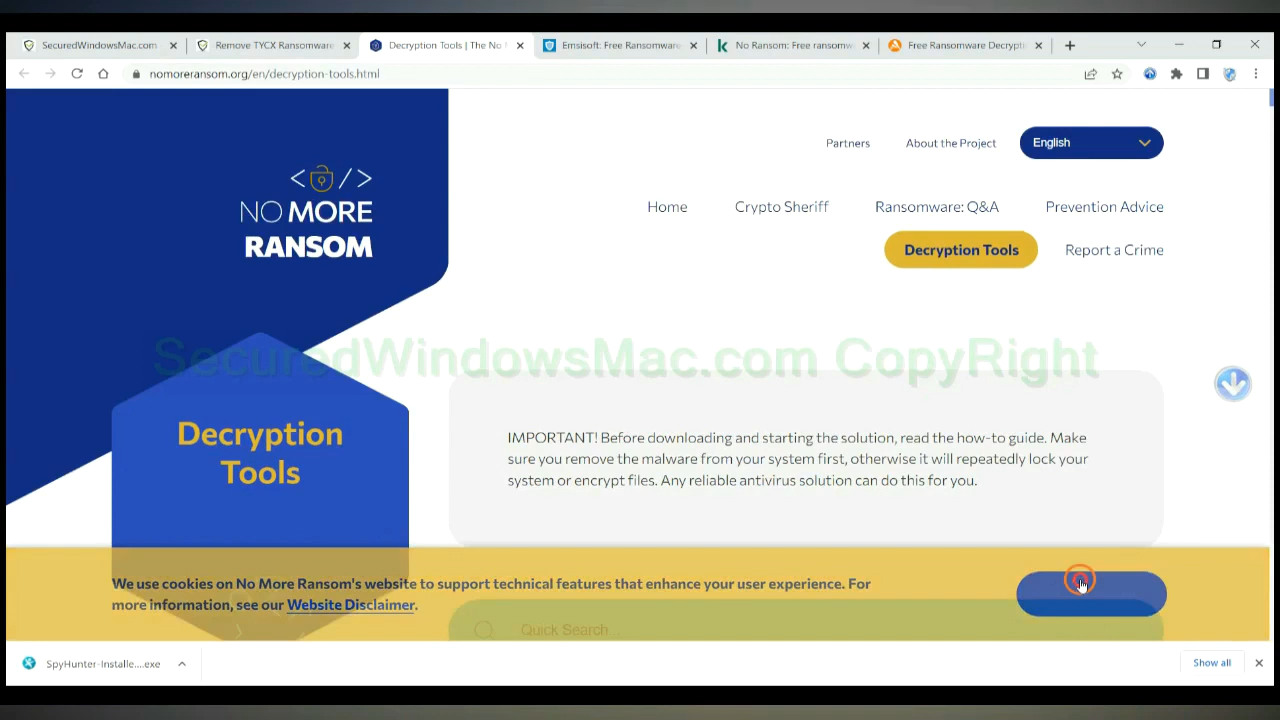 SecuredWindowsMac.com
Remove TYCX Ransomware
Decryption Tools | The No
Emsisoft: Free Ransomware
No Ransom: Free ransomw
Free Ransomware Decrypti
nomoreransom.org/en/decryption-tools.html
Partners
About the Project
English
</>
NO MORE
RANSOM
Home
Crypto Sheriff
Ransomware: Q&A
Prevention Advice
Decryption Tools
Report a Crime
SecuredWindowsMac.com CopyRight
Decryption
Tools
IMPORTANT! Before downloading and starting the solution, read the how-to guide. Make
sure you remove the malware from your system first, otherwise it will repeatedly lock your
system or encrypt files. Any reliable antivirus solution can do this for you.
We use cookies on No More Ransom's website to support technical features that enhance your user experience. For
more information, see our Website Disclaimer.
Quick Search...
SpyHunter-Installe....exe
Show all